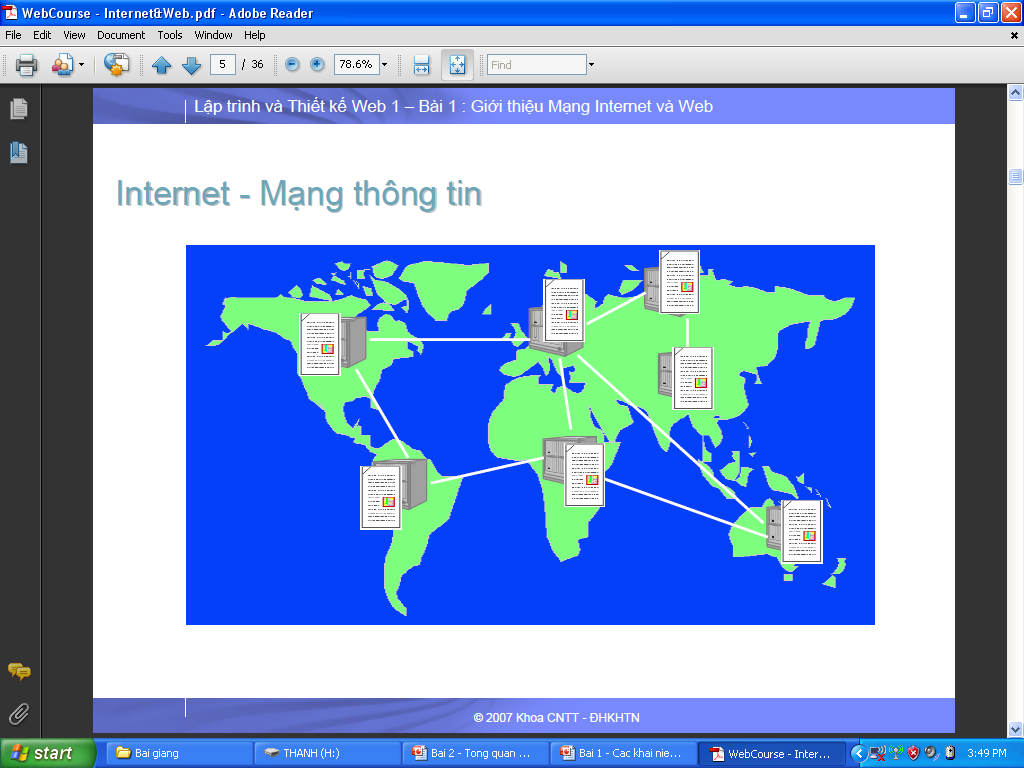 WebCourse - Internet&Web.pdf - Adobe Reader
File Edit View Document Tools Window Help
5 / 36 78.6% Find
Lập trình và Thiết kế Web 1 – Bài 1 : Giới thiệu Mạng Internet và Web
Internet - Mạng thông tin
© 2007 Khoa CNTT - ĐHKHTN
start Bai giang THANH (H:) Bài 2 - Tong quan ... Bài 1 - Cac khai nie... WebCourse - Inter... 3:49 PM